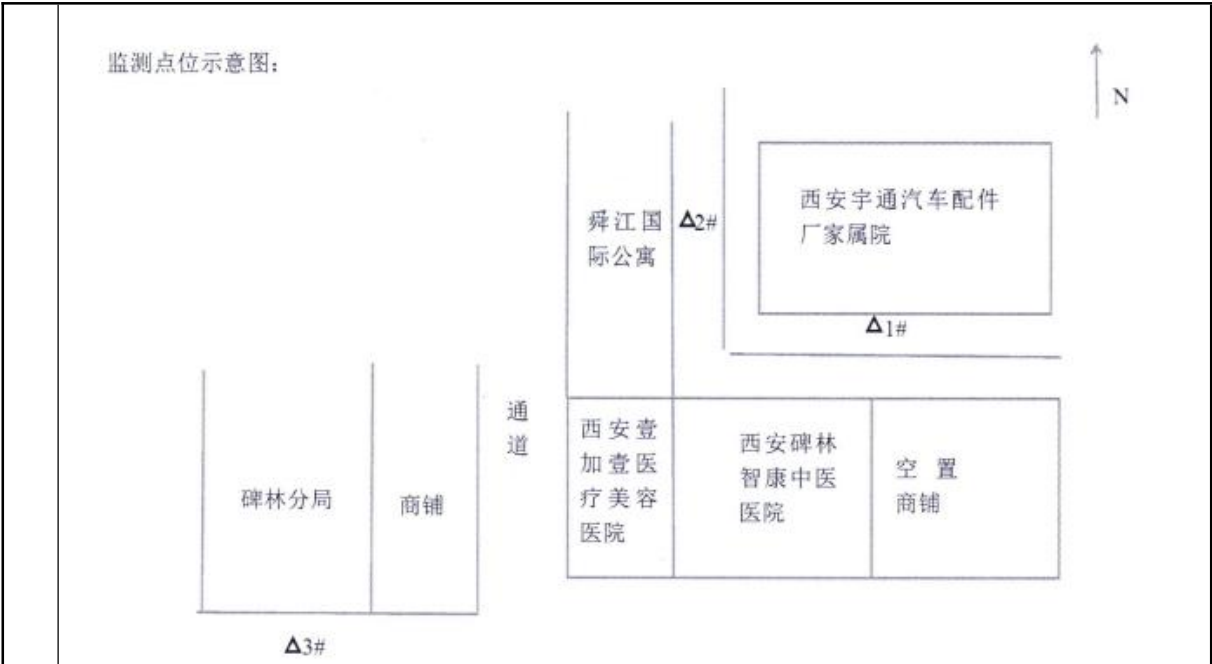 监测点位示意图：
N
西安宇通汽车配件
厂家属院
舜江国
际公寓
△2#
△1#
通
道
西安壹
加壹医
疗美容
医院
西安碑林
智康中医
医院
空置
商铺
碑林分局
商铺
△3#